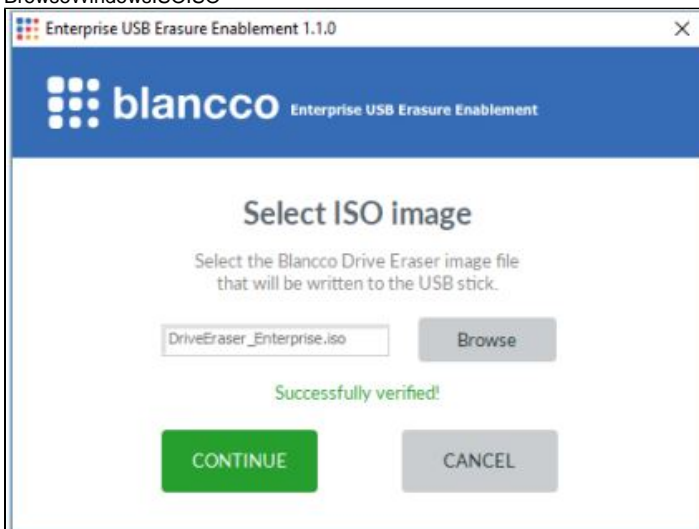 BrowseWindowsISOISO
Enterprise USB Erasure Enablement 1.1.0
blancco Enterprise USB Erasure Enablement
Select ISO image
Select the Blancco Drive Eraser image file
that will be written to the USB stick.
DriveEraser_Enterprise.iso
Browse
Successfully verified!
CONTINUE
CANCEL